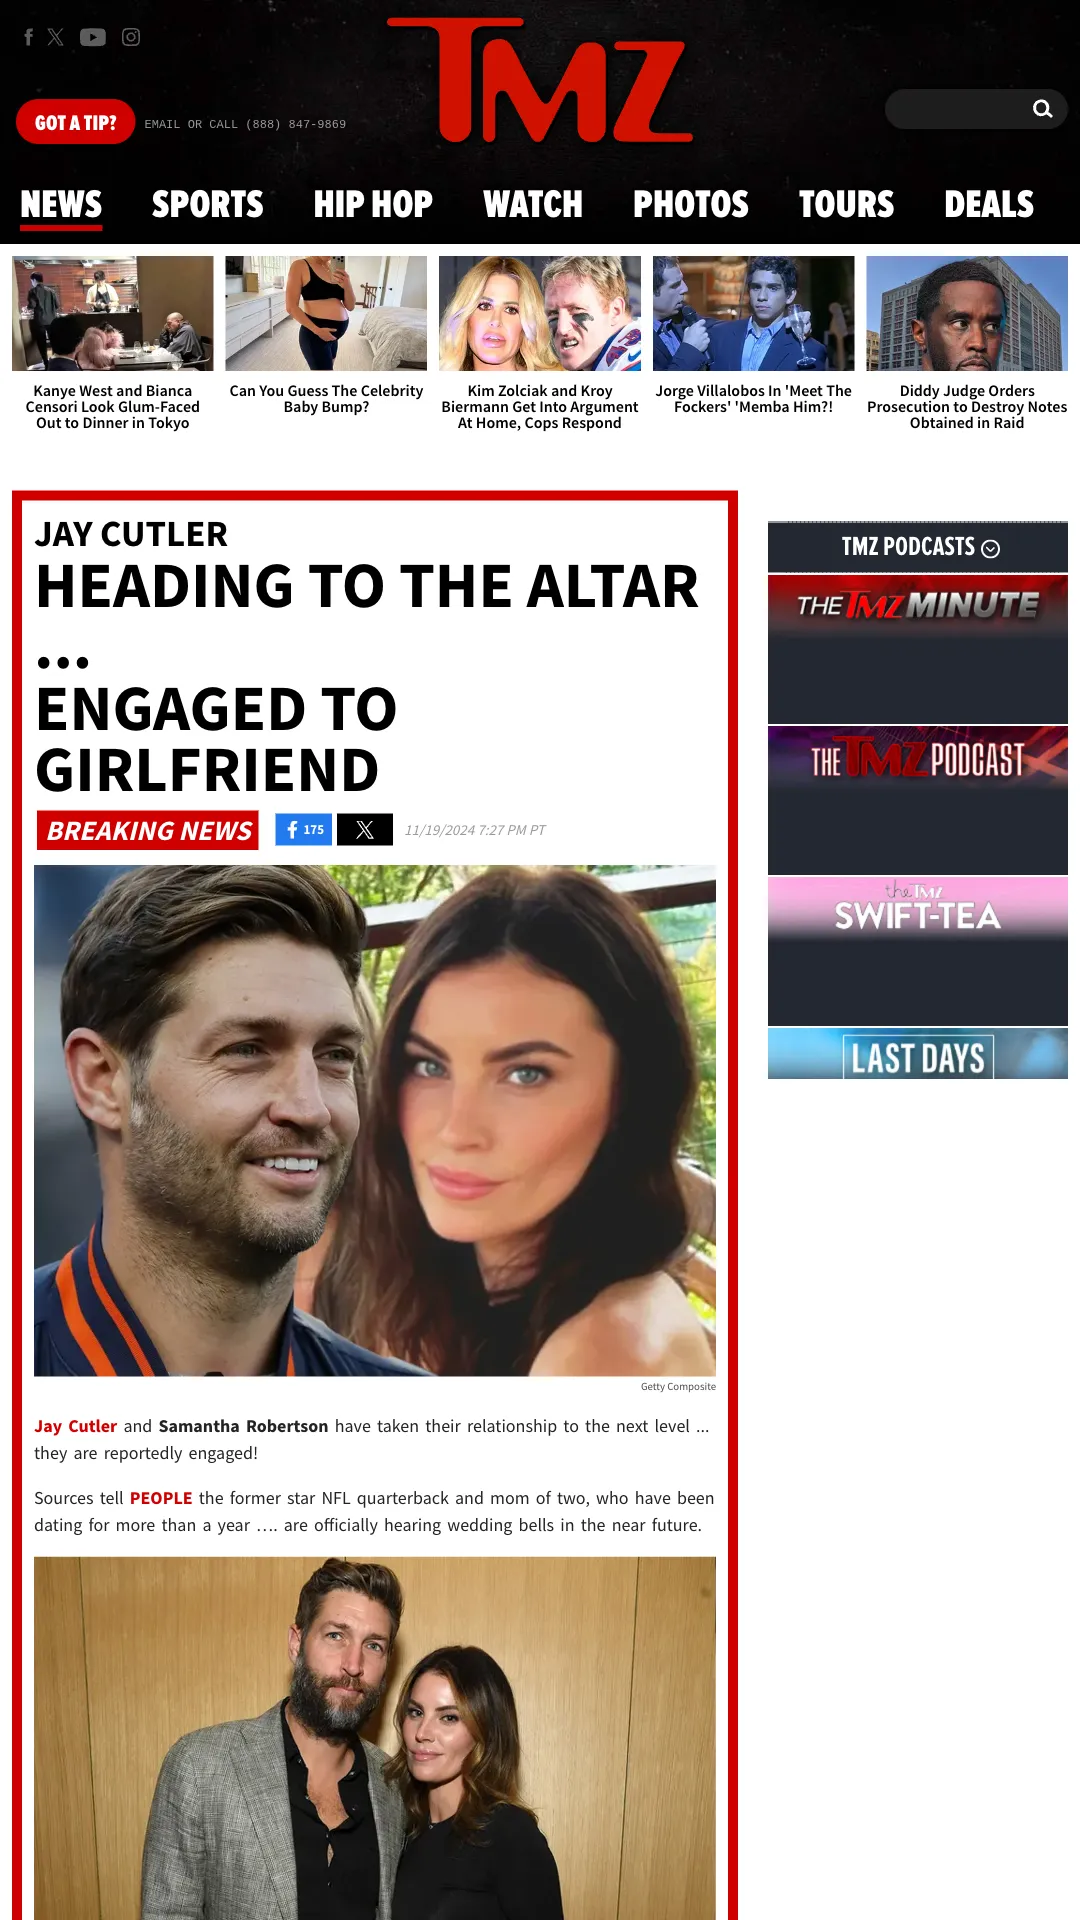 TMZ
GOT A TIP?
EMAIL OR CALL (888) 847-9869
NEWS
SPORTS
HIP HOP
WATCH
PHOTOS
TOURS
DEALS
Kanye West and Bianca
Censori Look Glum-Faced
Out to Dinner in Tokyo
Can You Guess The Celebrity
Baby Bump?
Kim Zolciak and Kroy
Biermann Get Into Argument
At Home, Cops Respond
Jorge Villalobos In 'Meet The
Fockers' 'Memba Him?!
Diddy Judge Orders
Prosecution to Destroy Notes
Obtained in Raid
JAY CUTLER
HEADING TO THE ALTAR
...
ENGAGED TO
GIRLFRIEND
BREAKING NEWS
175
11/19/2024 7:27 PM PT
Getty Composite
Jay Cutler and Samantha Robertson have taken their relationship to the next level ...
they are reportedly engaged!
Sources tell PEOPLE the former star NFL quarterback and mom of two, who have been
dating for more than a year .... are officially hearing wedding bells in the near future.
TMZ PODCASTS
THE TMZ MINUTE
THE TMZ PODCAST
the TMZ
SWIFT-TEA
LAST DAYS